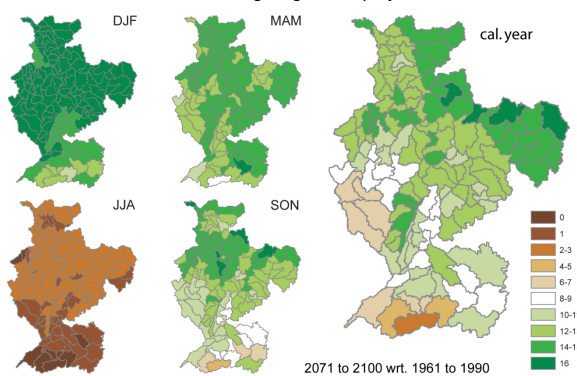 DJF
MAM
cal. year
JJA
SON
0
1
2-3
4-5
6-7
8-9
10-1
12-1
14-1
16
2071 to 2100 wrt. 1961 to 1990